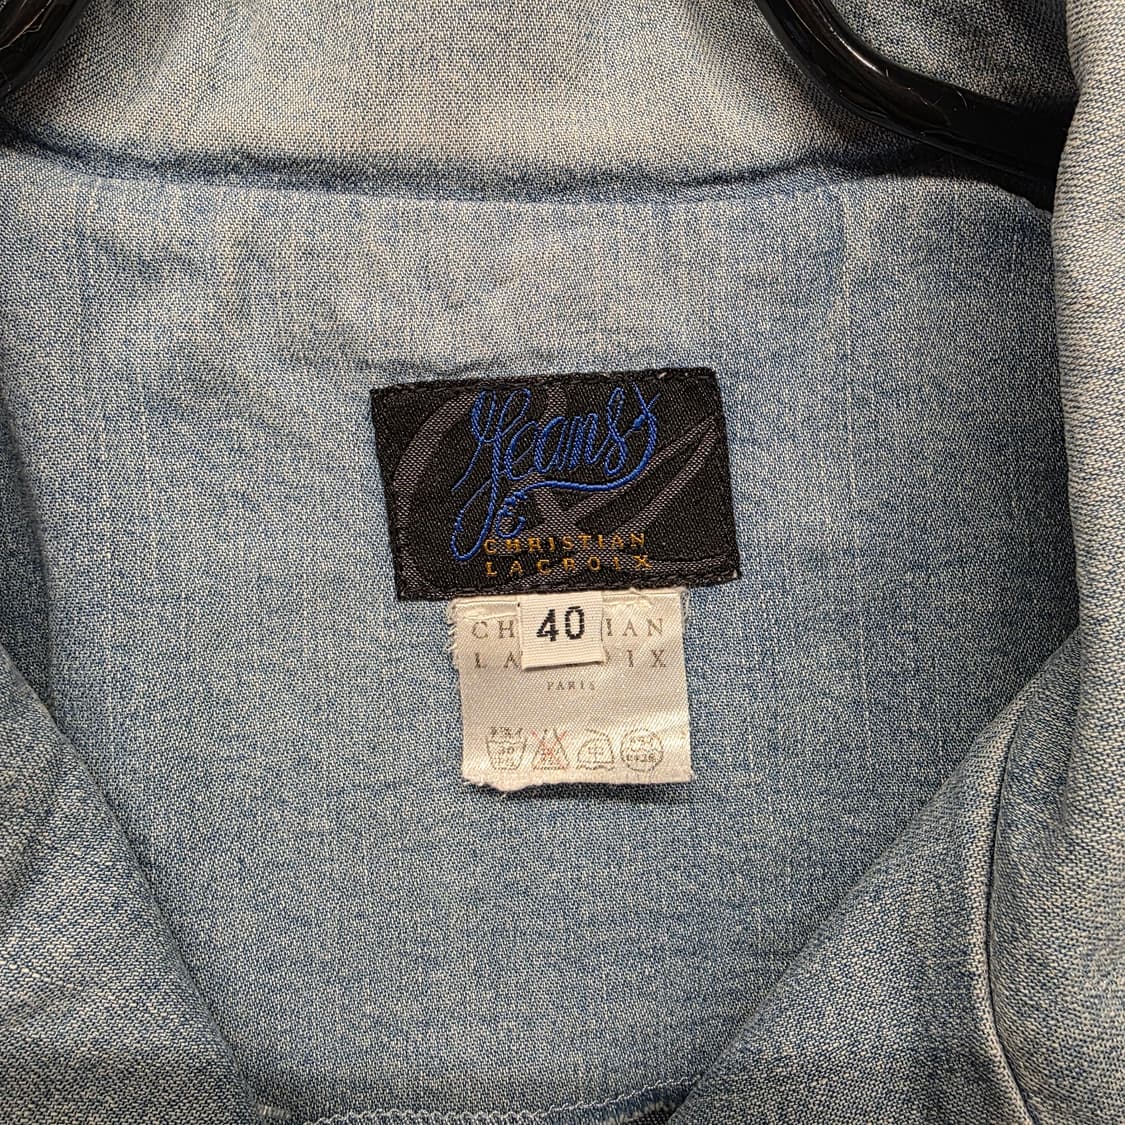 Jeans
CHRISTIAN
LACROIX
40
PARIS